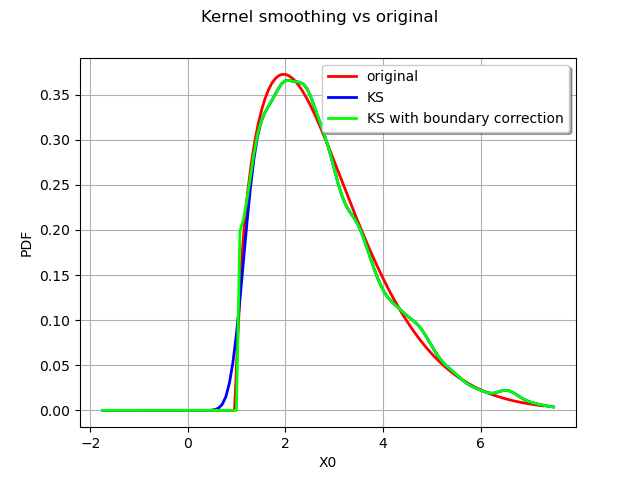 Kernel smoothing vs original
original
KS
KS with boundary correction
PDF
0.35
0.30
0.25
0.20
0.15
0.10
0.05
0.00
−2
0
2
4
6
X0